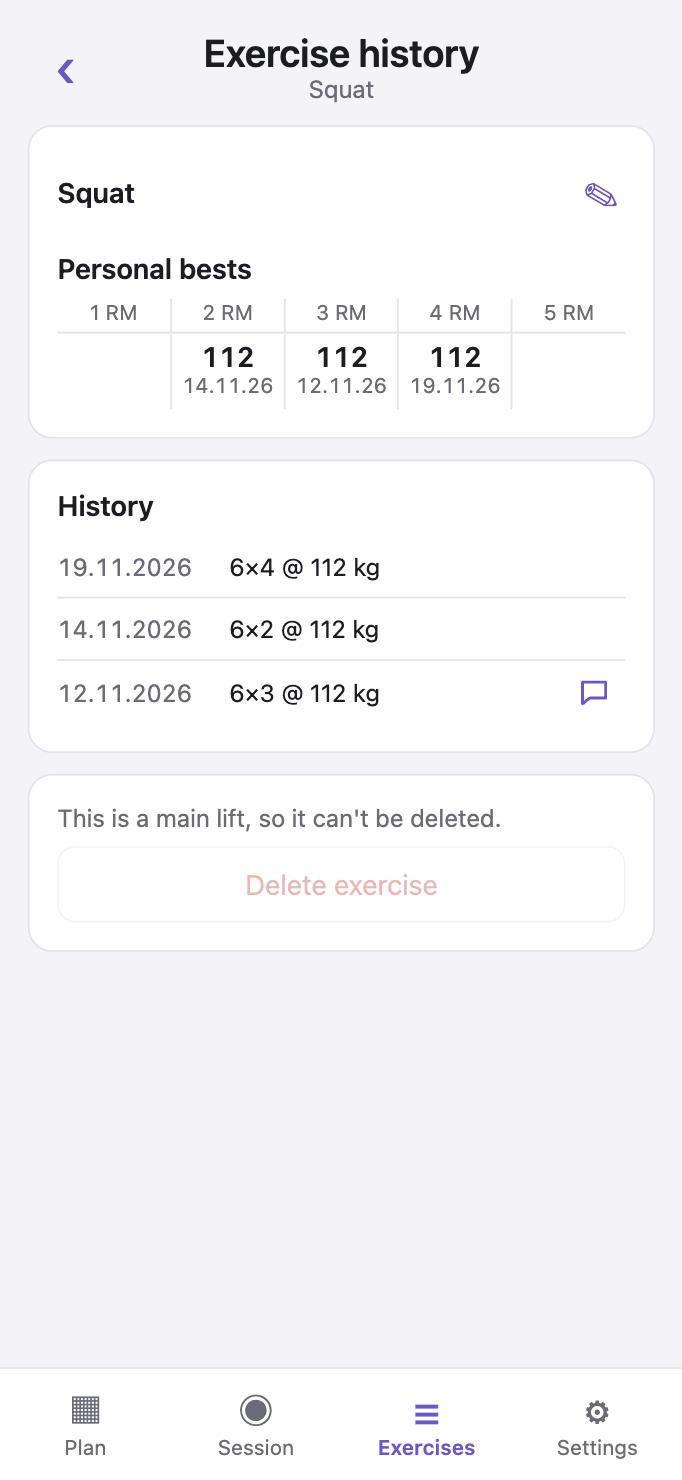 Exercise history
Squat
Squat
Personal bests
1 RM 2 RM 3 RM 4 RM 5 RM
112 112 112
14.11.26 12.11.26 19.11.26
History
19.11.2026 6×4 @ 112 kg
14.11.2026 6×2 @ 112 kg
12.11.2026 6×3 @ 112 kg
This is a main lift, so it can't be deleted.
Delete exercise
Plan Session Exercises Settings